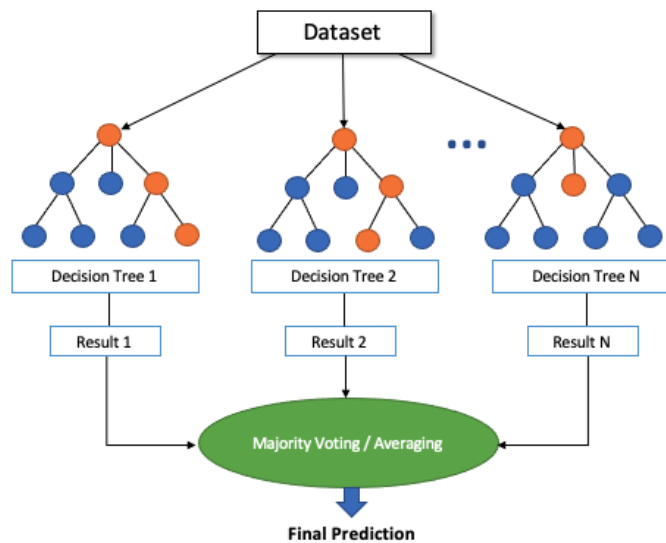 Dataset
Decision Tree 1
Decision Tree 2
Decision Tree N
Result 1
Result 2
Result N
Majority Voting / Averaging
Final Prediction